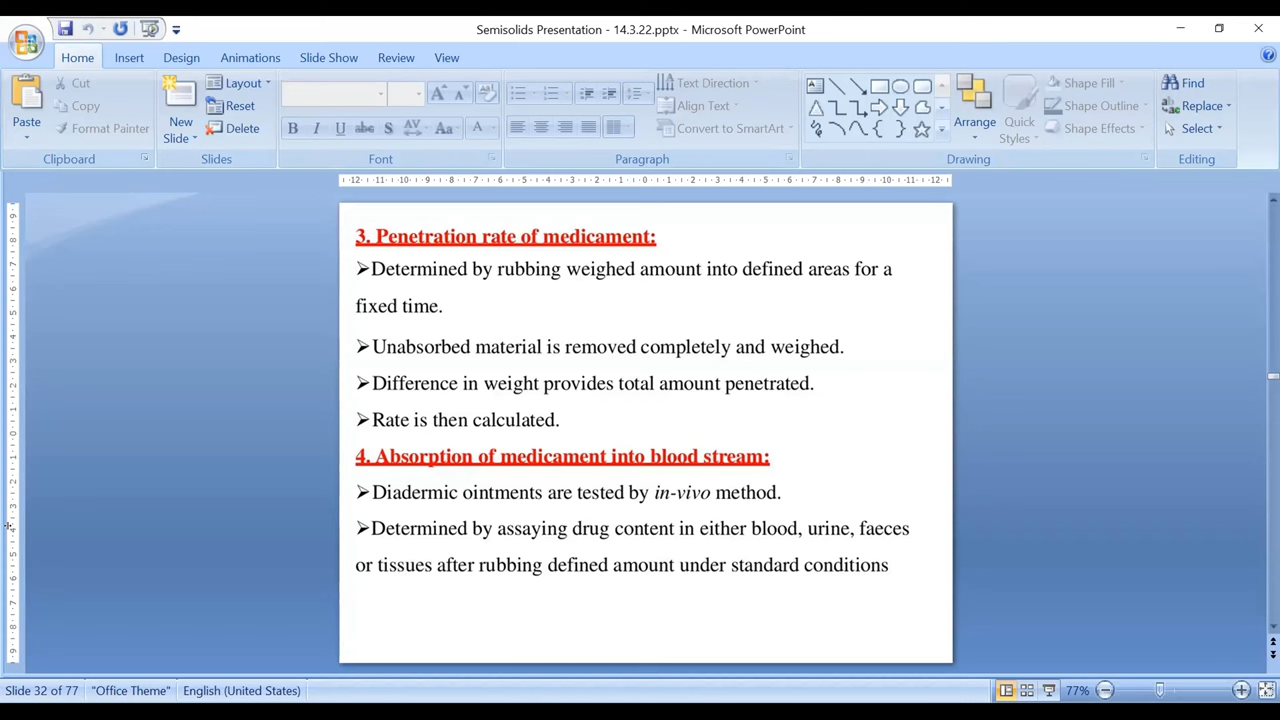 Semisolids Presentation - 14.3.22.pptx - Microsoft PowerPoint
Home Insert Design Animations Slide Show Review View
Paste
Cut
Copy
Format Painter
Clipboard
New Slide
Layout
Reset
Delete
Slides
B I U abc S AV Aa A
Font
Text Direction
Align Text
Convert to SmartArt
Paragraph
Arrange
Quick Styles
Shape Fill
Shape Outline
Shape Effects
Drawing
Find
Replace
Select
Editing
3. Penetration rate of medicament:
➢Determined by rubbing weighed amount into defined areas for a
fixed time.
➢Unabsorbed material is removed completely and weighed.
➢Difference in weight provides total amount penetrated.
➢Rate is then calculated.
4. Absorption of medicament into blood stream:
➢Diadermic ointments are tested by in-vivo method.
➢Determined by assaying drug content in either blood, urine, faeces
or tissues after rubbing defined amount under standard conditions
Slide 32 of 77 "Office Theme" English (United States) 77%